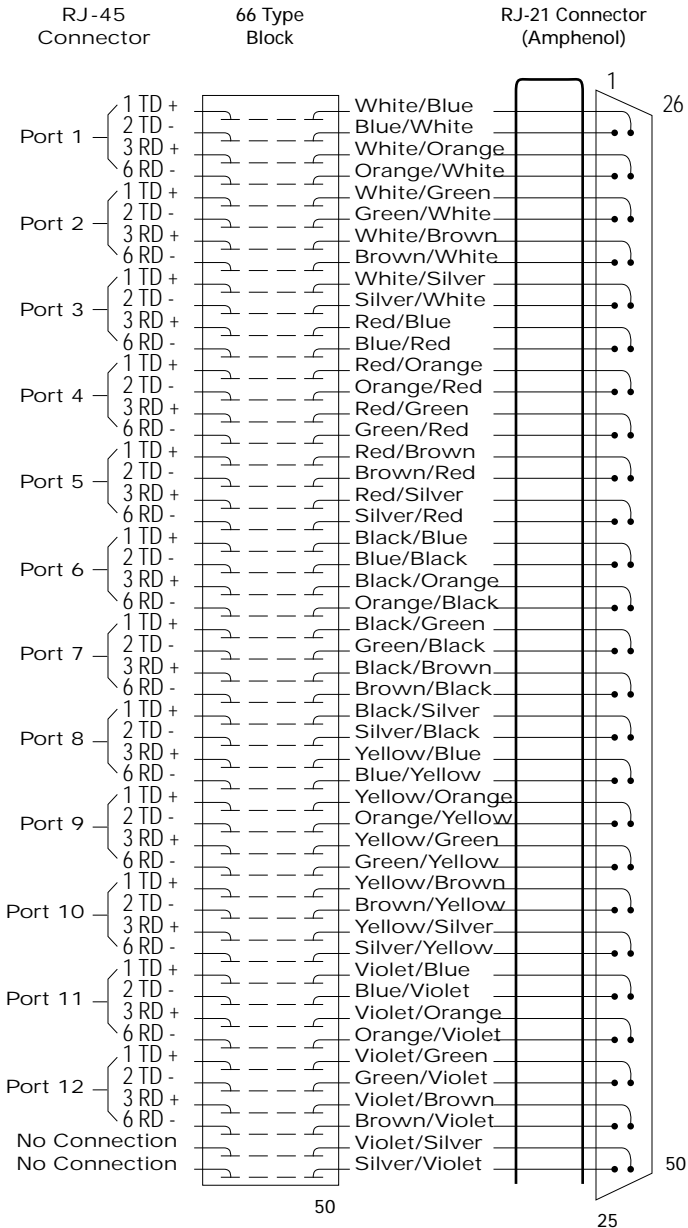 RJ-45 Connector 66 Type Block RJ-21 Connector (Amphenol)
1
26
Port 1
1 TD + White/Blue
2 TD - Blue/White
3 RD + White/Orange
6 RD - Orange/White
Port 2
1 TD + White/Green
2 TD - Green/White
3 RD + White/Brown
6 RD - Brown/White
Port 3
1 TD + White/Silver
2 TD - Silver/White
3 RD + Red/Blue
6 RD - Blue/Red
Port 4
1 TD + Red/Orange
2 TD - Orange/Red
3 RD + Red/Green
6 RD - Green/Red
Port 5
1 TD + Red/Brown
2 TD - Brown/Red
3 RD + Red/Silver
6 RD - Silver/Red
Port 6
1 TD + Black/Blue
2 TD - Blue/Black
3 RD + Black/Orange
6 RD - Orange/Black
Port 7
1 TD + Black/Green
2 TD - Green/Black
3 RD + Black/Brown
6 RD - Brown/Black
Port 8
1 TD + Black/Silver
2 TD - Silver/Black
3 RD + Yellow/Blue
6 RD - Blue/Yellow
Port 9
1 TD + Yellow/Orange
2 TD - Orange/Yellow
3 RD + Yellow/Green
6 RD - Green/Yellow
Port 10
1 TD + Yellow/Brown
2 TD - Brown/Yellow
3 RD + Yellow/Silver
6 RD - Silver/Yellow
Port 11
1 TD + Violet/Blue
2 TD - Blue/Violet
3 RD + Violet/Orange
6 RD - Orange/Violet
Port 12
1 TD + Violet/Green
2 TD - Green/Violet
3 RD + Violet/Brown
6 RD - Brown/Violet
No Connection Violet/Silver
No Connection Silver/Violet
50
50
25